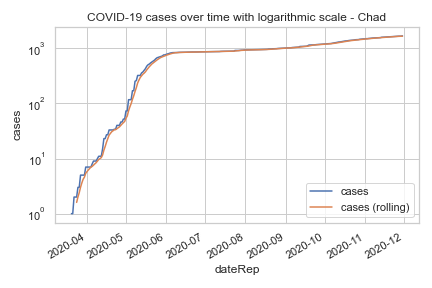 COVID-19 cases over time with logarithmic scale - Chad
10³
10²
10¹
10⁰
cases
cases
cases (rolling)
2020-04
2020-05
2020-06
2020-07
2020-08
2020-09
2020-10
2020-11
2020-12
dateRep